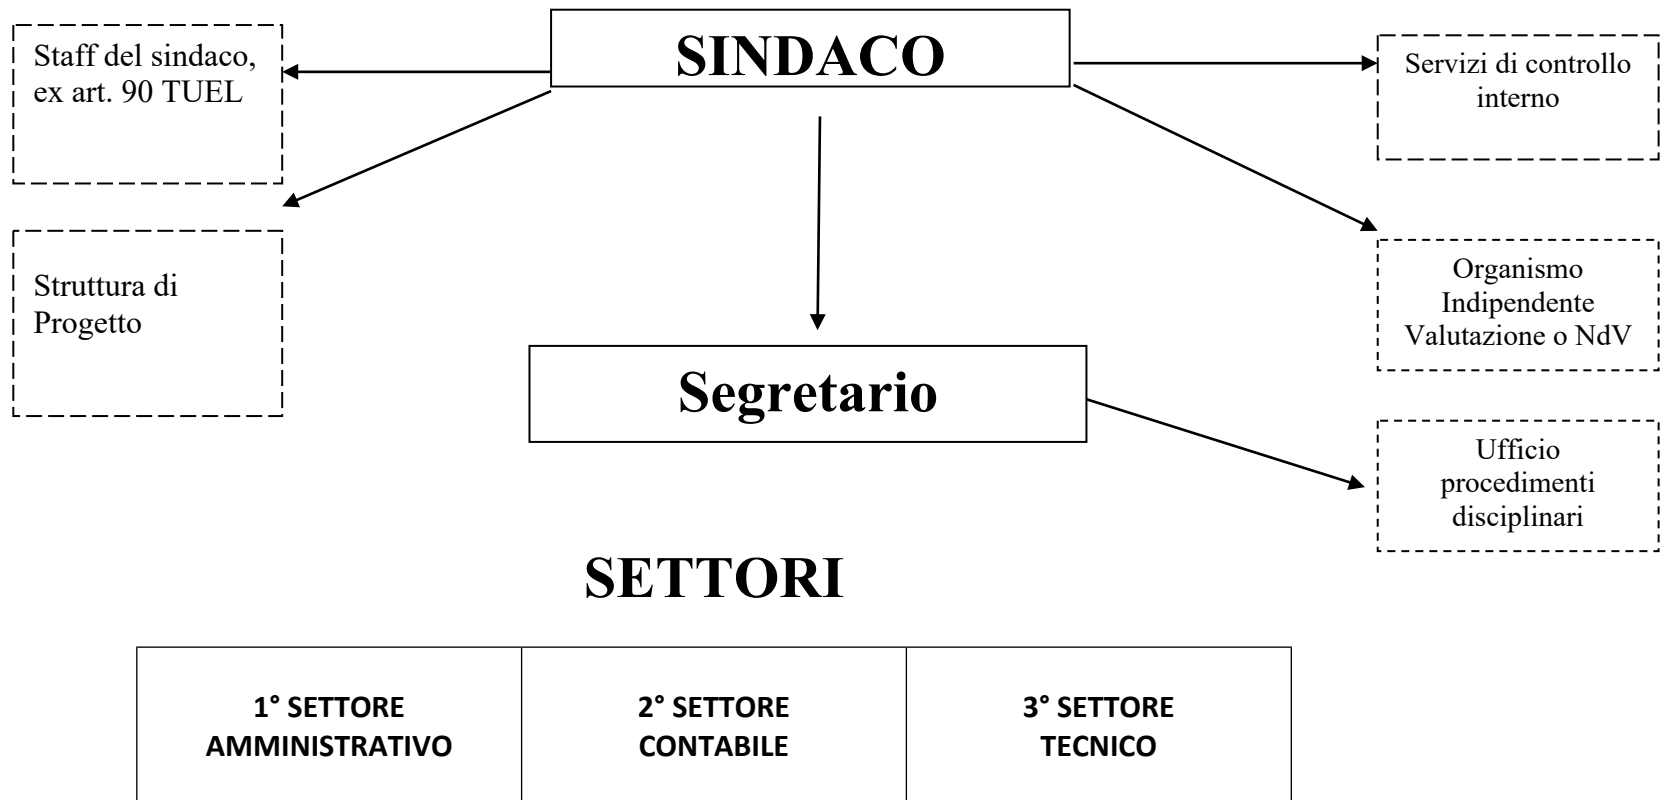 SINDACO
Staff del sindaco,
ex art. 90 TUEL
Servizi di controllo
interno
Struttura di
Progetto
Organismo
Indipendente
Valutazione o NdV
Segretario
Ufficio
procedimenti
disciplinari
SETTORI
1° SETTORE
AMMINISTRATIVO
2° SETTORE
CONTABILE
3° SETTORE
TECNICO